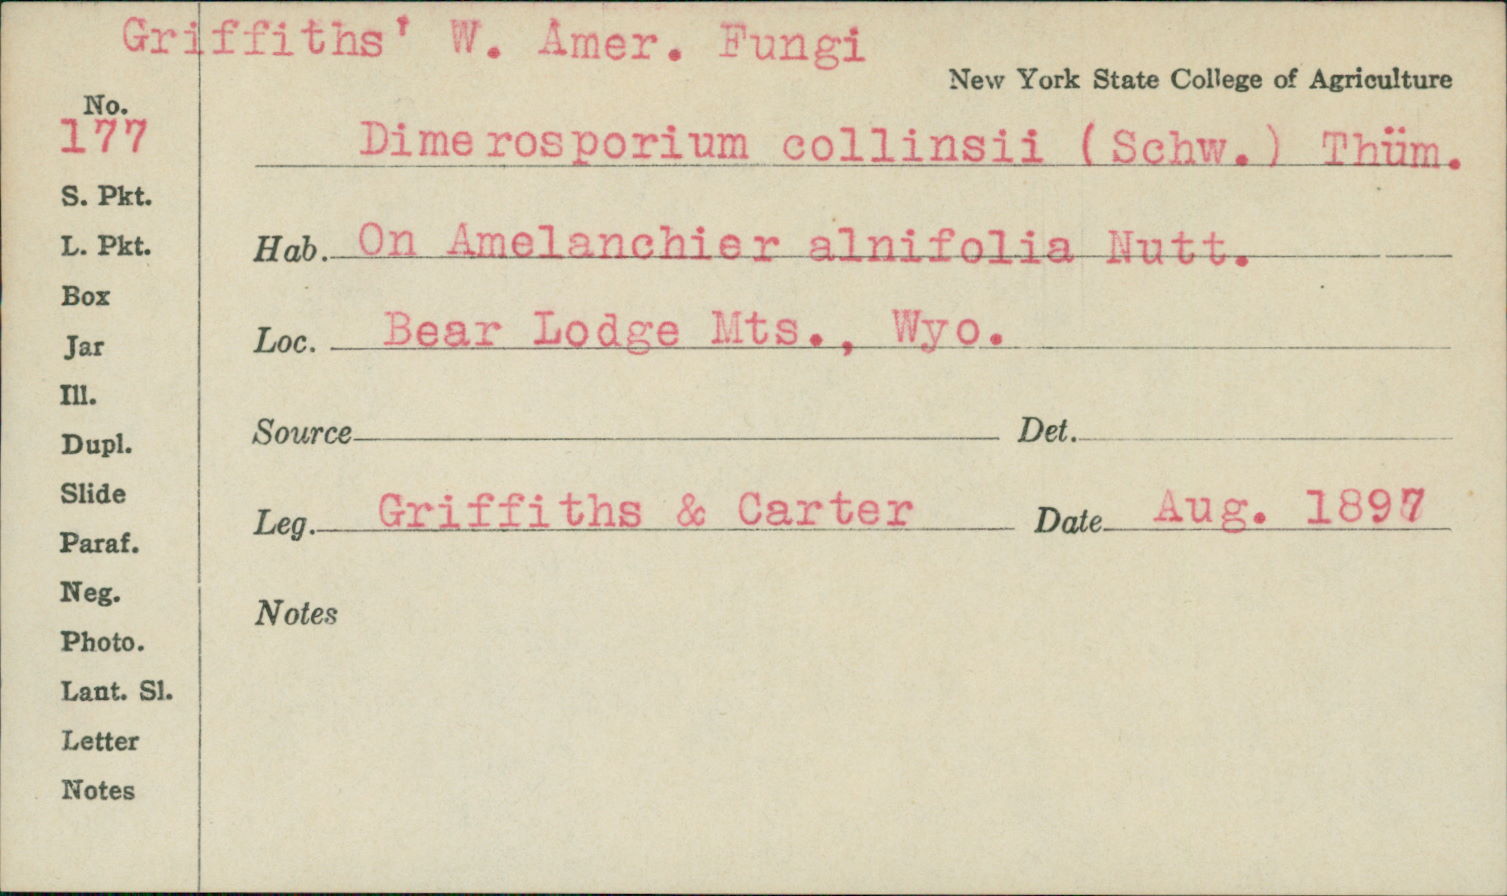 Griffiths' W. Amer. Fungi
New York State College of Agriculture
No.
177
Dimerosporium collinsii (Schw.) Thüm.
S. Pkt.
L. Pkt.
Hab. On Amelanchier alnifolia Nutt.
Box
Jar
Loc. Bear Lodge Mts., Wyo.
Ill.
Dupl.
Source Det.
Slide
Leg. Griffiths & Carter Date Aug. 1897
Paraf.
Neg.
Notes
Photo.
Lant. Sl.
Letter
Notes